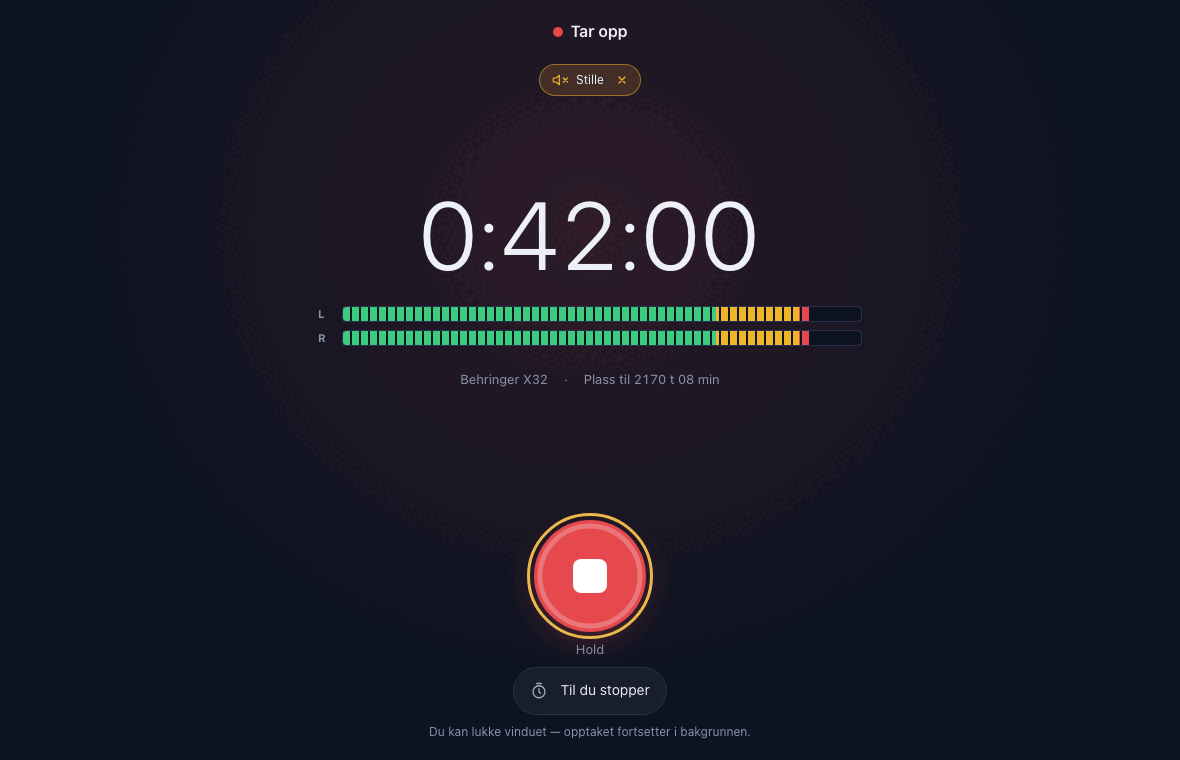 Tar opp
Stille
0:42:00
L
R
Behringer X32 · Plass til 2170 t 08 min
Hold
Til du stopper
Du kan lukke vinduet — opptaket fortsetter i bakgrunnen.